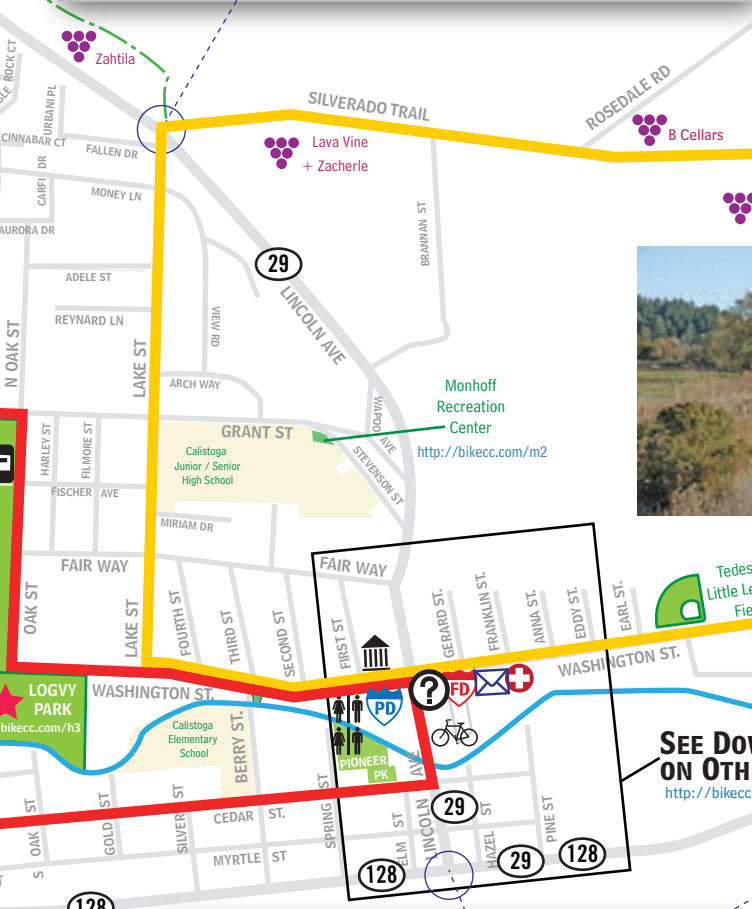 Zahtila
ROCK CT
URBANI PL
CINNABAR CT
FALLEN DR
CARFI DR
MONEY LN
AURORA DR
ADELE ST
REYNARD LN
N OAK ST
LAKE ST
VIEW RD
ARCH WAY
SILVERADO TRAIL
ROSEDALE RD
Lava Vine
+ Zacherle
B Cellars
BRANNAN ST
29
LINCOLN AVE
WAPOO AVE
STEVENSON ST
Monhoff
Recreation
Center
http://bikecc.com/m2
GRANT ST
Calistoga
Junior / Senior
High School
HARLEY ST
FILMORE ST
FISCHER AVE
MIRIAM DR
FAIR WAY
FAIR WAY
OAK ST
LAKE ST
FOURTH ST
THIRD ST
SECOND ST
FIRST ST
GERARD ST.
FRANKLIN ST.
ANNA ST.
EDDY ST.
EARL ST.
Little
WASHINGTON ST.
WASHINGTON ST.
LOGVY
PARK
bikecc.com/h3
Calistoga
Elementary
School
BERRY ST.
PD
?
FD
PIONEER
PK
SEE
ON
http://bikecc
OAK ST
S
GOLD ST
SILVER ST
CEDAR ST.
MYRTLE ST
SPRING ST
ELM ST
LINCOLN AVE
29
HAZEL ST
PINE ST
128
29
128
128